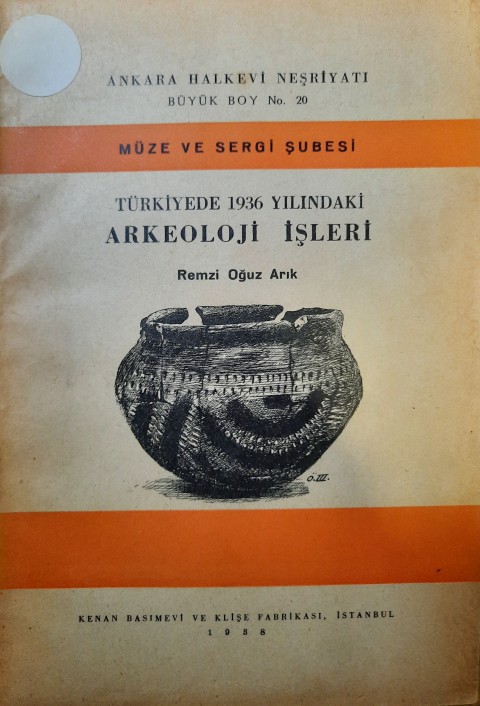 ANKARA HALKEVİ NEŞRİYATI
BÜYÜK BOY No. 20
MÜZE VE SERGİ ŞUBESİ
TÜRKİYEDE 1936 YILINDAKİ
ARKEOLOJİ İŞLERİ
Remzi Oğuz Arık
Ö.III.
KENAN BASIMEVİ VE KLİŞE FABRİKASI, İSTANBUL
1938